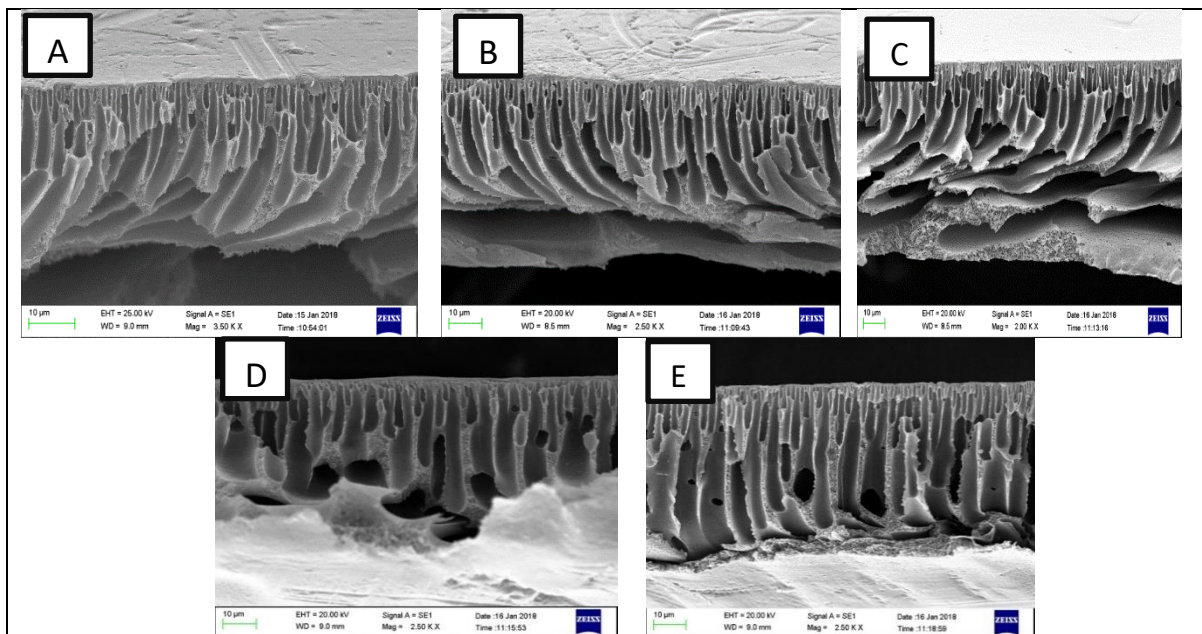 A
B
C
10 µm
EHT = 25.00 kV Signal A = SE1 Date :15 Jan 2018
WD = 9.0 mm Mag = 3.50 K X Time :10:54:01
ZEISS
10 µm
EHT = 20.00 kV Signal A = SE1 Date :16 Jan 2018
WD = 8.5 mm Mag = 2.50 K X Time :11:09:43
ZEISS
10 µm
EHT = 20.00 kV Signal A = SE1 Date :16 Jan 2018
WD = 8.5 mm Mag = 2.00 K X Time :11:13:16
ZEISS
D
E
10 µm
EHT = 20.00 kV Signal A = SE1 Date :16 Jan 2018
WD = 9.0 mm Mag = 2.50 K X Time :11:15:53
ZEISS
10 µm
EHT = 20.00 kV Signal A = SE1 Date :16 Jan 2018
WD = 9.0 mm Mag = 2.50 K X Time :11:18:59
ZEISS